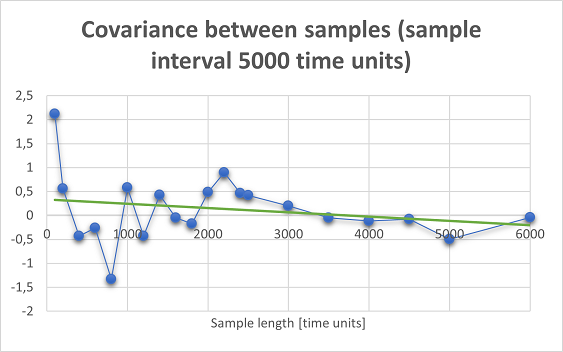 Covariance between samples (sample
interval 5000 time units)
2,5
2
1,5
1
0,5
0
-0,5
-1
-1,5
-2
0 1000 2000 3000 4000 5000 6000
Sample length [time units]